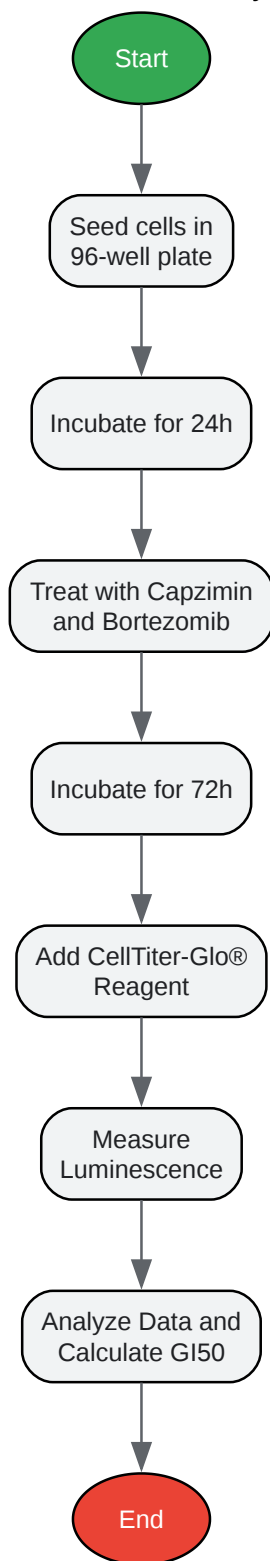 Start
Seed cells in
96-well plate
Incubate for 24h
Treat with Capzimin
and Bortezomib
Incubate for 72h
Add CellTiter-Glo®
Reagent
Measure
Luminescence
Analyze Data and
Calculate GI50
End